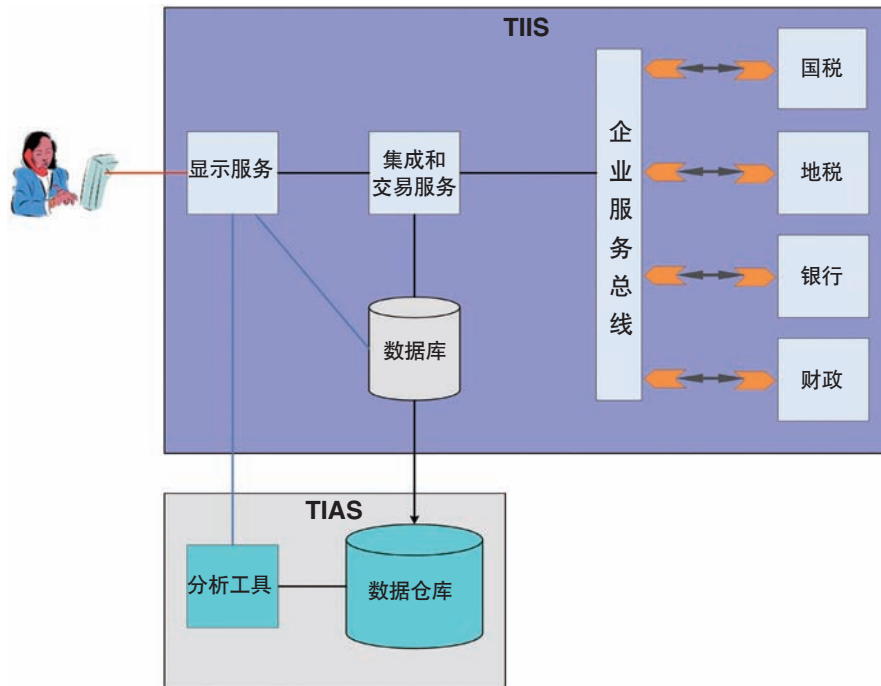 TIIS
国税
企业服务总线
显示服务
集成和
交易服务
地税
银行
数据库
财政
TIAS
分析工具
数据仓库